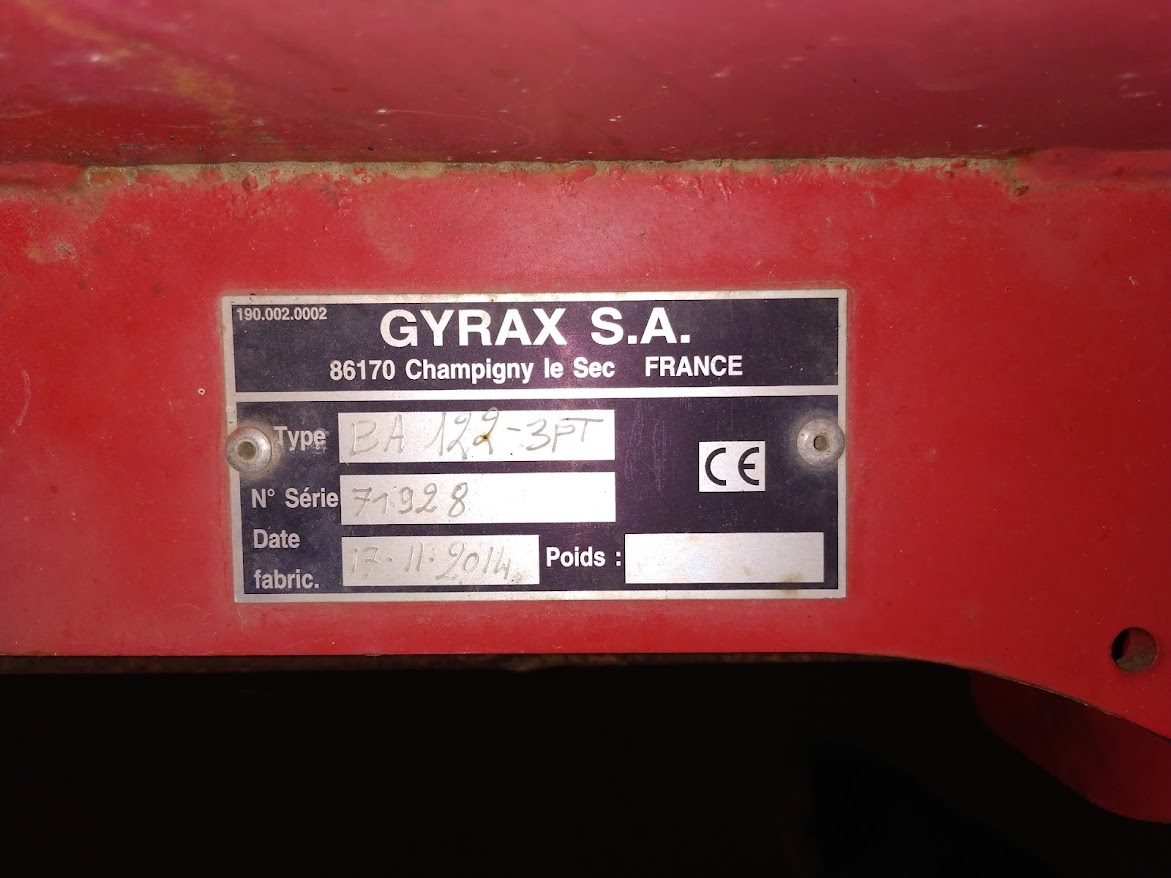 190.002.0002
GYRAX S.A.
86170 Champigny le Sec FRANCE
Type BA 122-3PT
N° Série 71928
Date fabric. 17.11.2014 Poids :
CE